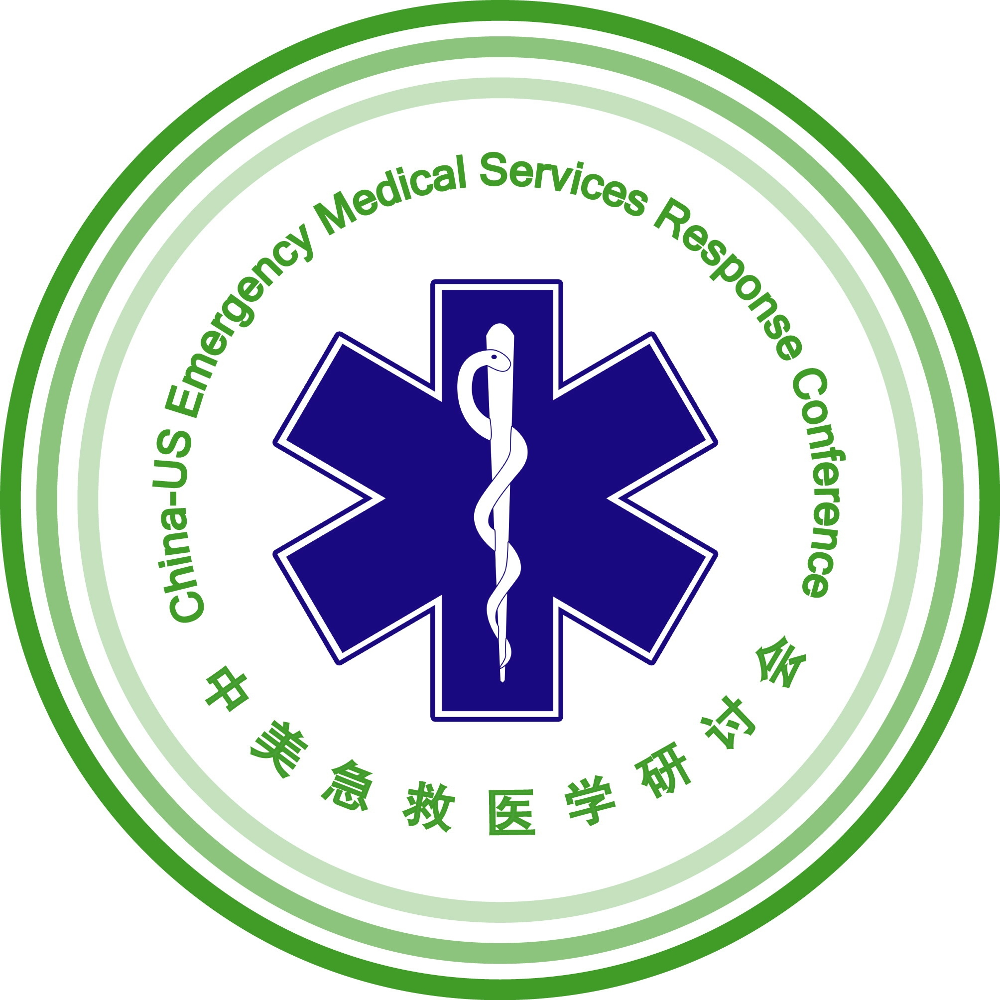 China-US Emergency Medical Services Response Conference
中美急救医学研讨会